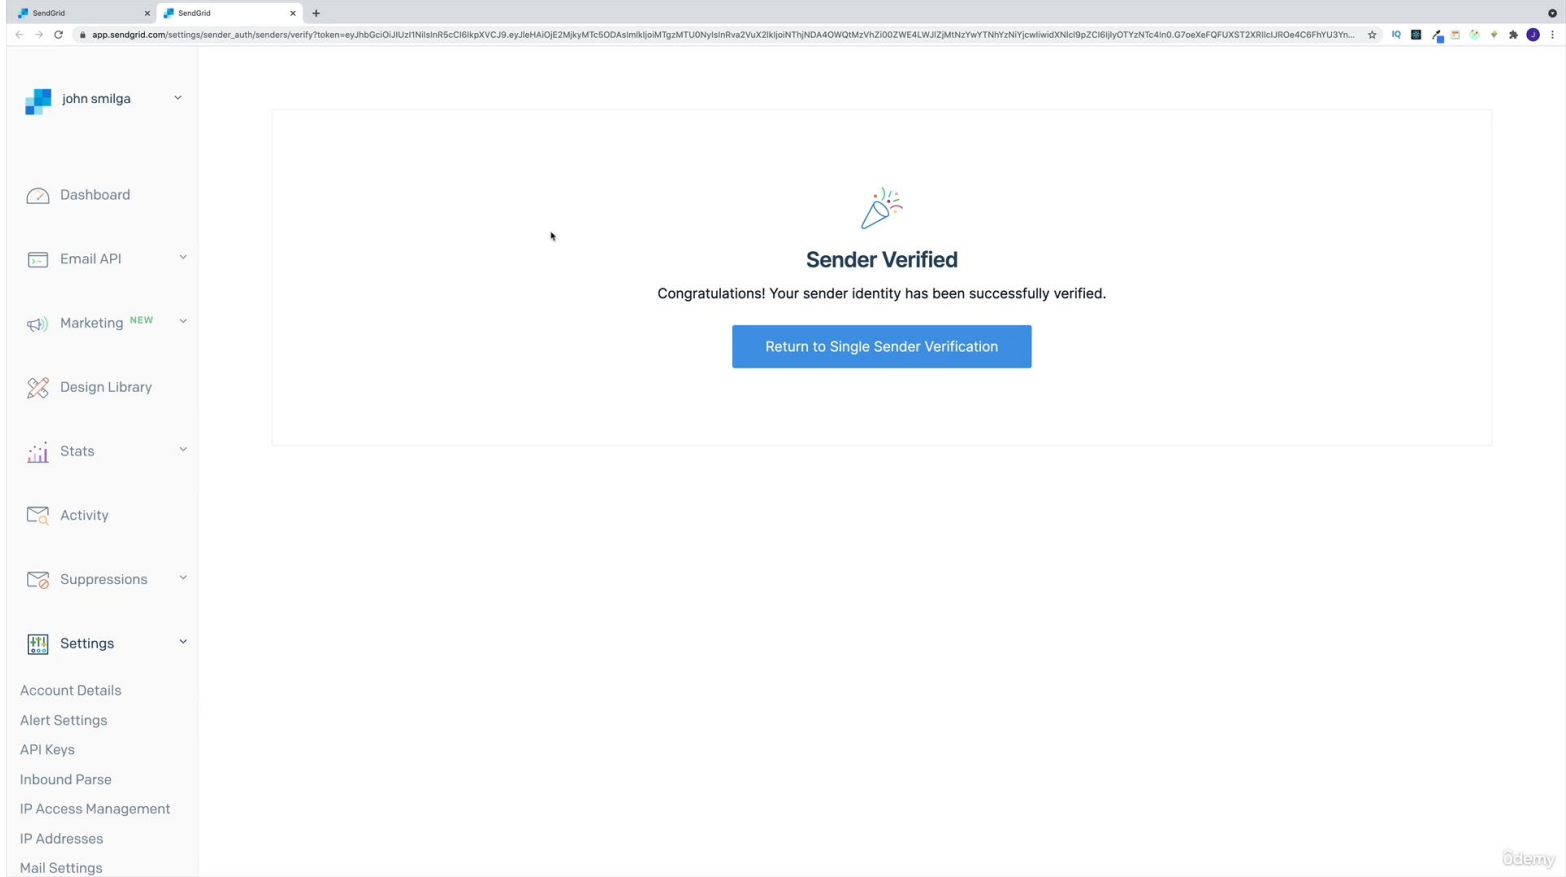 SendGrid
SendGrid
john smilga
Dashboard
Email API
Marketing NEW
Design Library
Stats
Activity
Suppressions
Settings
Account Details
Alert Settings
API Keys
Inbound Parse
IP Access Management
IP Addresses
Mail Settings
Sender Verified
Congratulations! Your sender identity has been successfully verified.
Return to Single Sender Verification
IQ
J
ûdemy